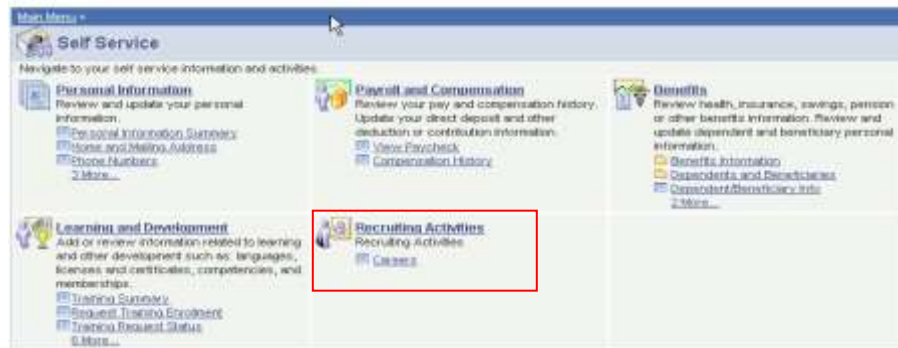 Main Menu >
Self Service
Navigate to your self service information and activities.
Personal Information
Review and update your personal
information.
Personal Information Summary
Home and Mailing Address
Phone Numbers
3 More...
Payroll and Compensation
Review your pay and compensation history.
Update your direct deposit and other
deduction or contribution information.
View Paycheck
Compensation History
Benefits
Review health, insurance, savings, pension
or other benefits information. Review and
update dependent and beneficiary personal
information.
Benefits Information
Dependents and Beneficiaries
Dependent/Beneficiary Info
2 More...
Learning and Development
Add or review information related to learning
and other development such as: languages,
licenses and certificates, competencies, and
memberships.
Training Summary
Request Training Enrollment
Training Request Status
6 More...
Recruiting Activities
Recruiting Activities
Careers